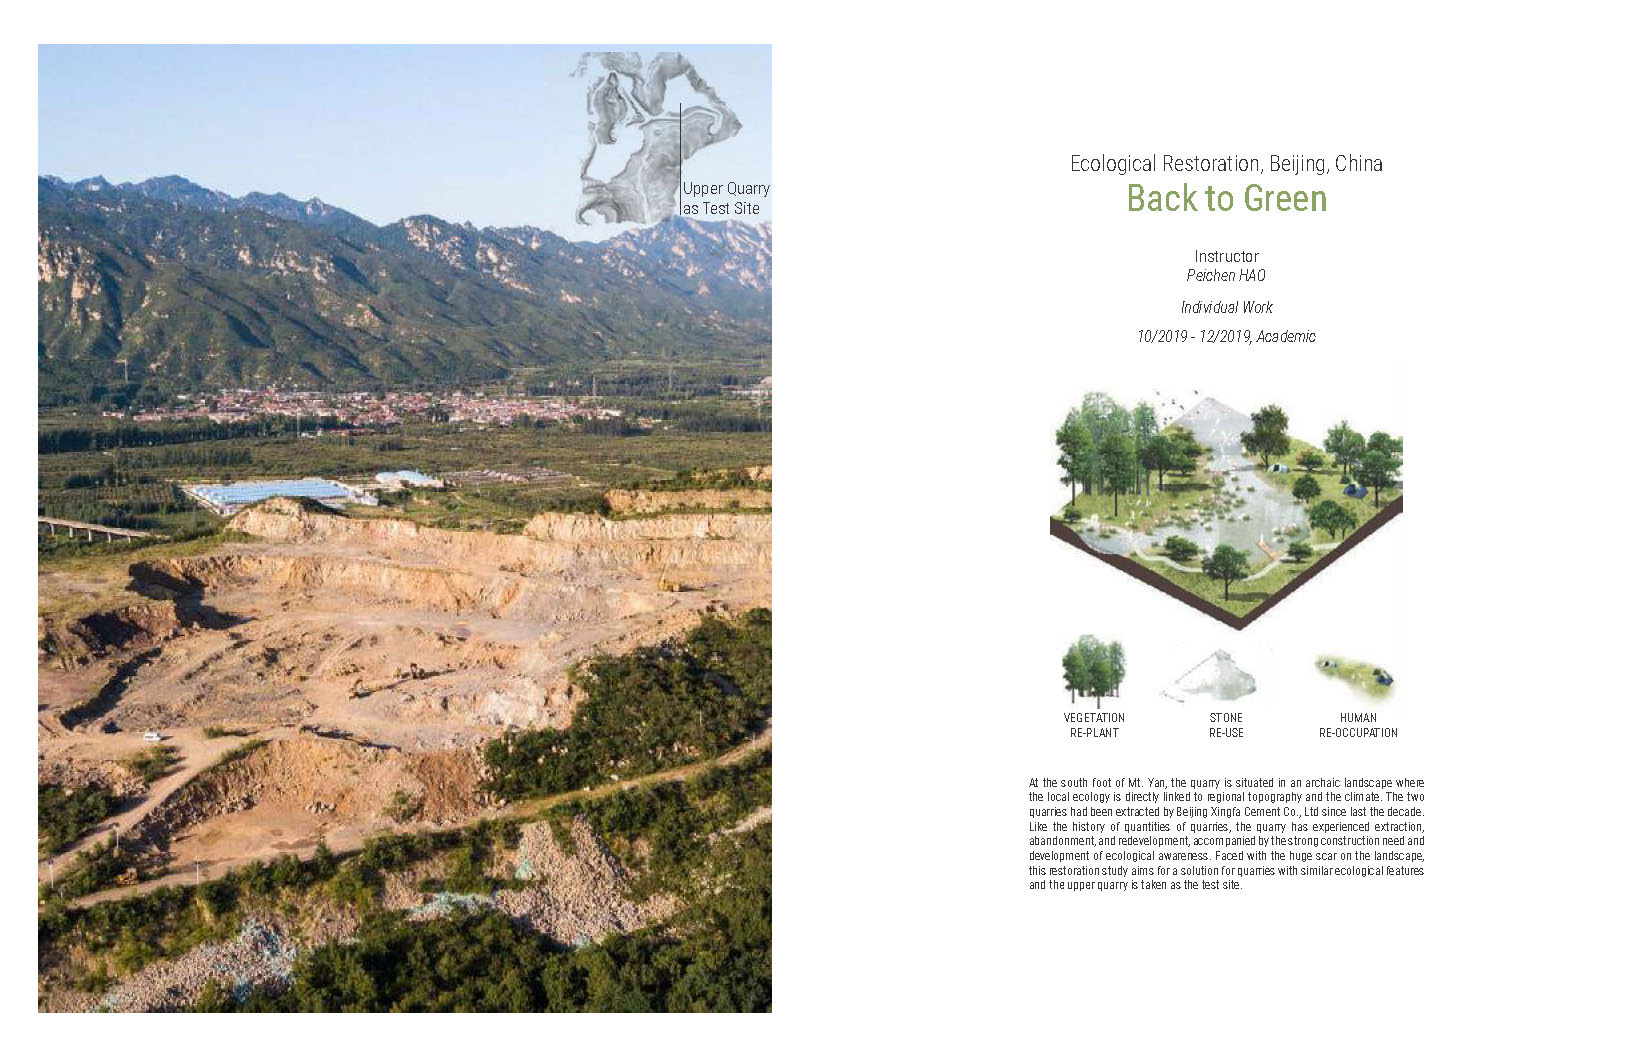 Upper Quarry
as Test Site
Ecological Restoration, Beijing, China
Back to Green
Instructor
Peichen HAO
Individual Work
10/2019 - 12/2019, Academic
VEGETATION
RE-PLANT
STONE
RE-USE
HUMAN
RE-OCCUPATION
At the south foot of Mt. Yan, the quarry is situated in an archaic landscape where
the local ecology is directly linked to regional topography and the climate. The two
quarries had been extracted by Beijing Xingfa Cement Co., Ltd since last the decade.
Like the history of quantities of quarries, the quarry has experienced extraction,
abandonment, and redevelopment, accompanied by the strong construction need and
development of ecological awareness. Faced with the huge scar on the landscape,
this restoration study aims for a solution for quarries with similar ecological features
and the upper quarry is taken as the test site.